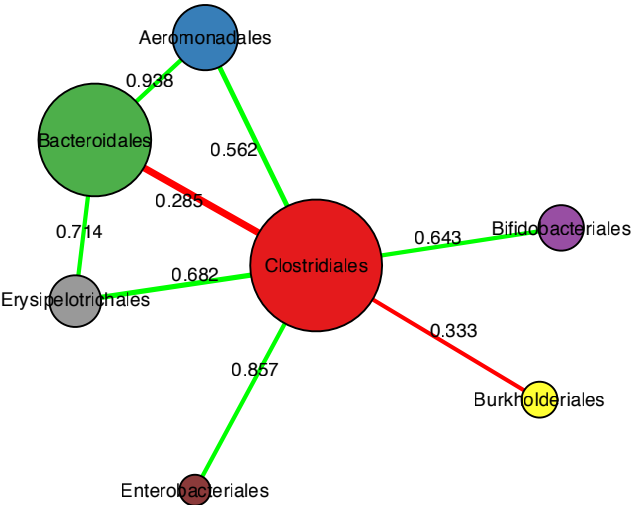 Aeromonadales
0.938
Bacteroidales
0.562
0.285
0.714
Bifidobacteriales
0.643
Clostridiales
0.682
Erysipelotrichales
0.333
0.857
Burkholderiales
Enterobacteriales